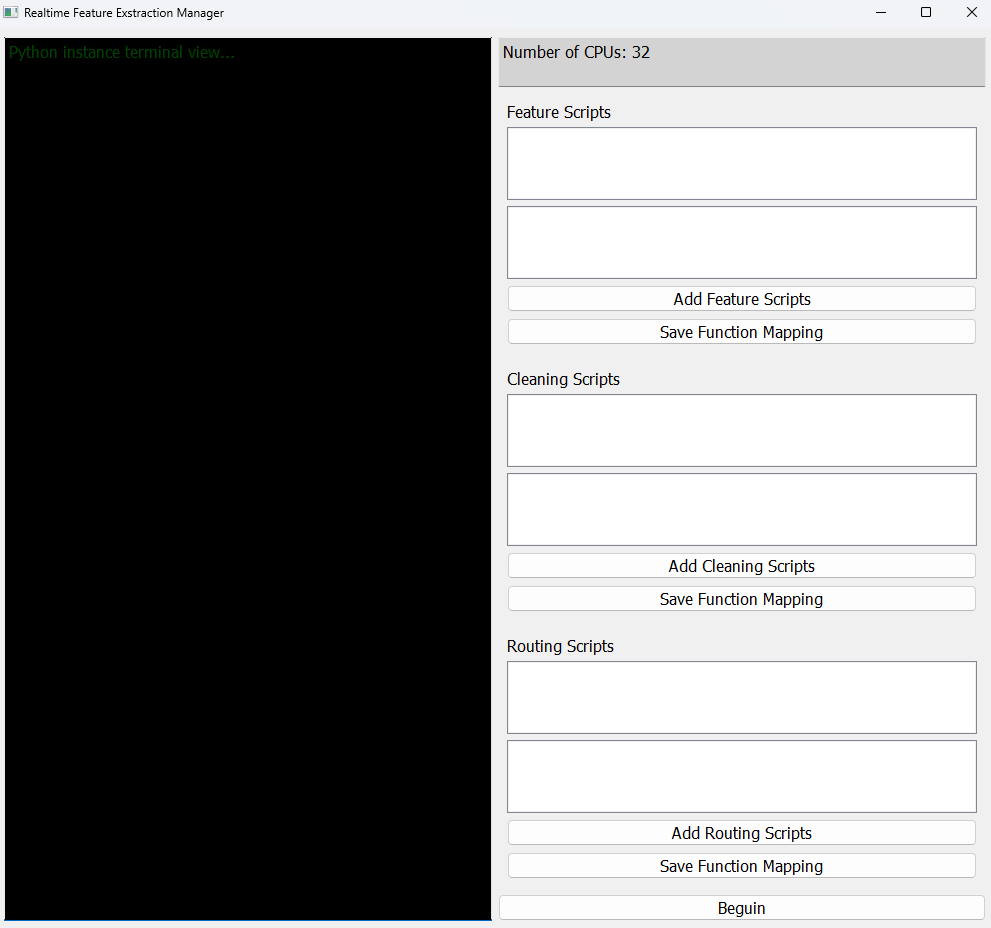 Realtime Feature Exstraction Manager
Python instance terminal view...
Number of CPUs: 32
Feature Scripts
Add Feature Scripts
Save Function Mapping
Cleaning Scripts
Add Cleaning Scripts
Save Function Mapping
Routing Scripts
Add Routing Scripts
Save Function Mapping
Beguin